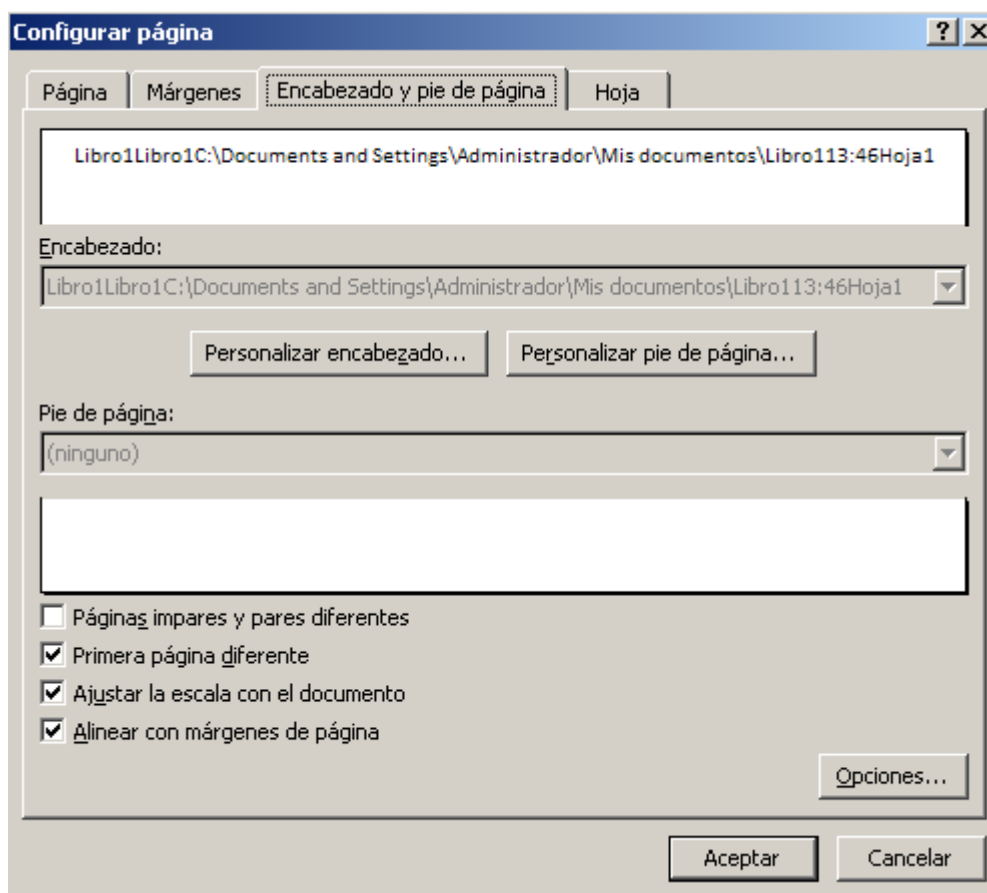 Configurar página
Página Márgenes Encabezado y pie de página Hoja
Libro1Libro1C:\Documents and Settings\Administrador\Mis documentos\Libro113:46Hoja1
Encabezado:
Libro1Libro1C:\Documents and Settings\Administrador\Mis documentos\Libro113:46Hoja1
Personalizar encabezado... Personalizar pie de página...
Pie de página:
(ninguno)
Páginas impares y pares diferentes
Primera página diferente
Ajustar la escala con el documento
Alinear con márgenes de página
Opciones...
Aceptar Cancelar